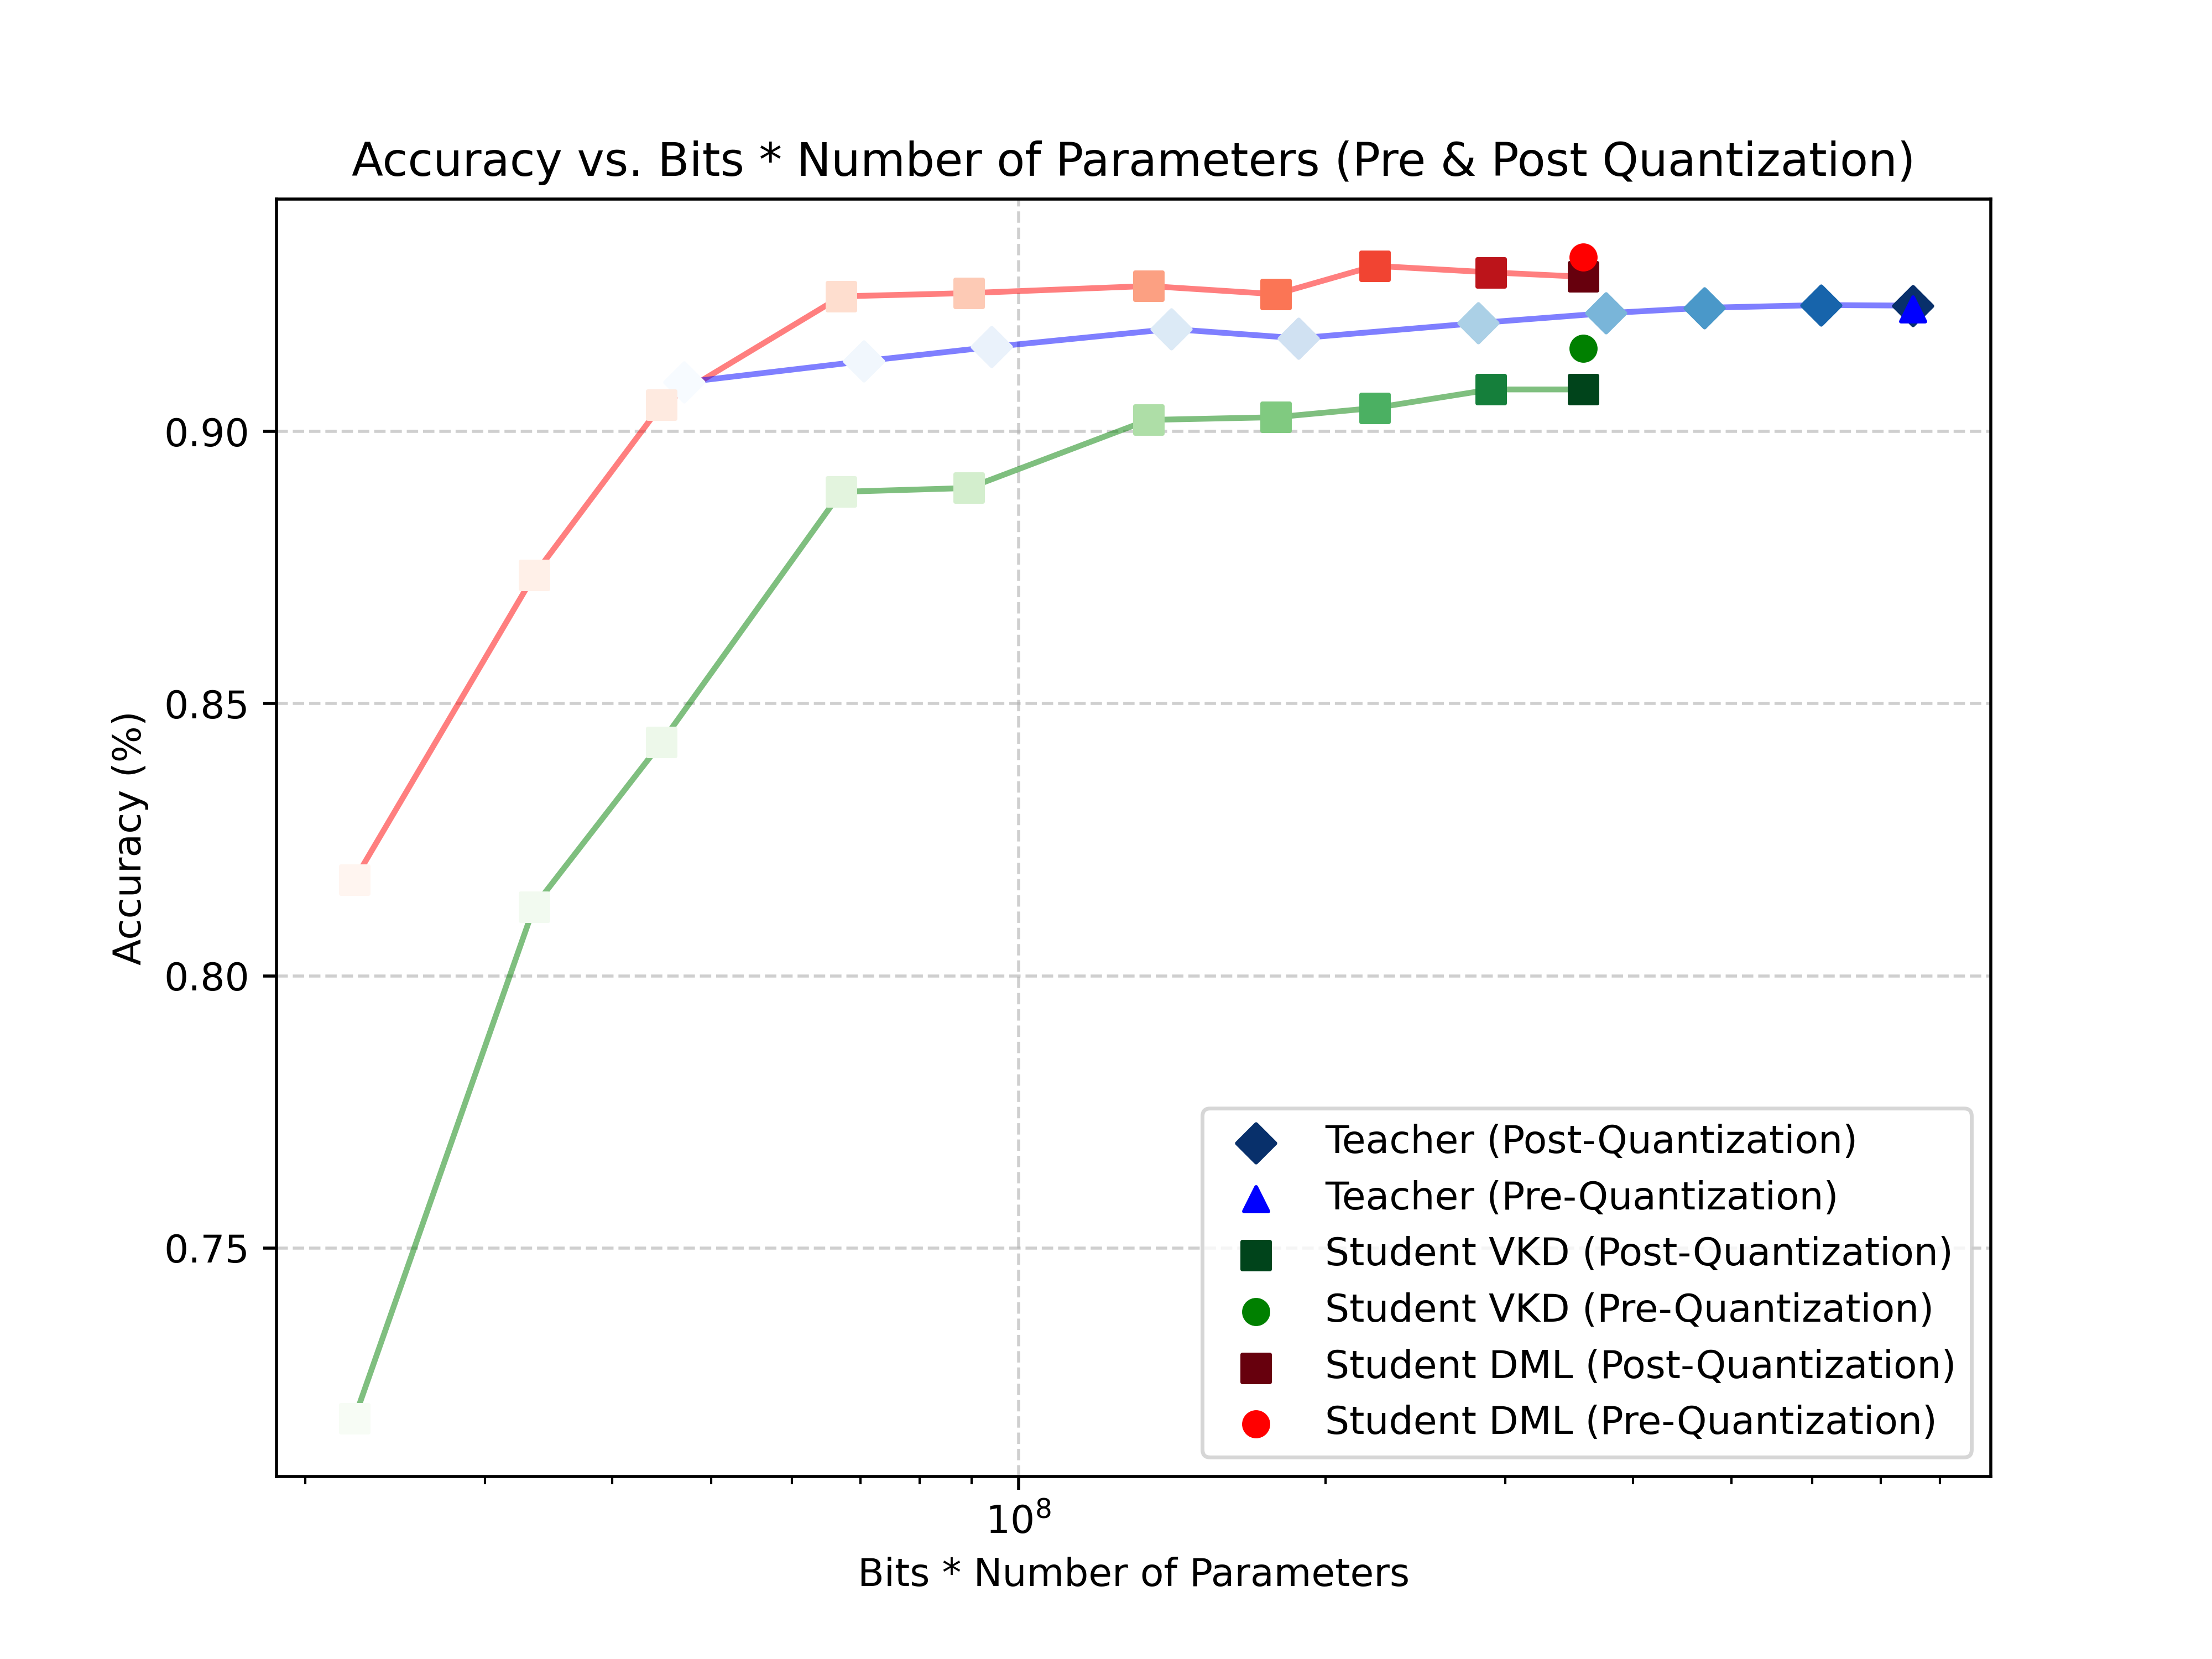 Accuracy vs. Bits * Number of Parameters (Pre & Post Quantization)
Accuracy (%)
0.90
0.85
0.80
0.75
10⁸
Bits * Number of Parameters
Teacher (Post-Quantization)
Teacher (Pre-Quantization)
Student VKD (Post-Quantization)
Student VKD (Pre-Quantization)
Student DML (Post-Quantization)
Student DML (Pre-Quantization)